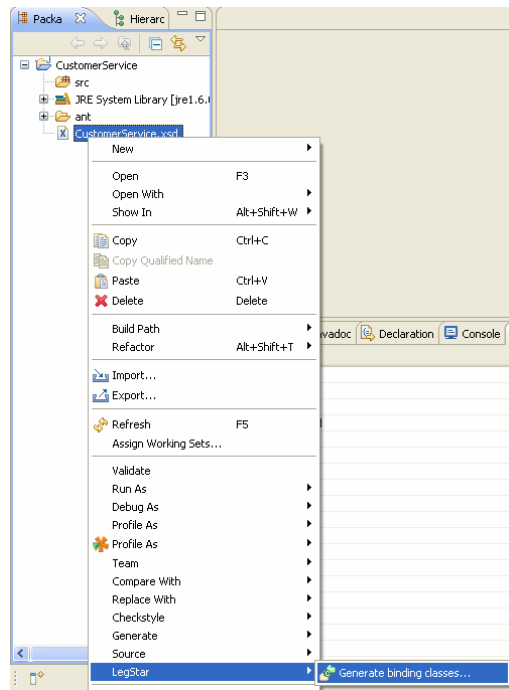 Packa Hierarc
CustomerService
src
JRE System Library [jre1.6.
ant
CustomerService.xsd
New
Open F3
Open With
Show In Alt+Shift+W
Copy Ctrl+C
Copy Qualified Name
Paste Ctrl+V
Delete Delete
Build Path
Refactor Alt+Shift+T
vadoc Declaration Console
Import...
Export...
Refresh F5
Assign Working Sets...
Validate
Run As
Debug As
Profile As
Profile As
Team
Compare With
Replace With
Checkstyle
Generate
Source
LegStar Generate binding classes...